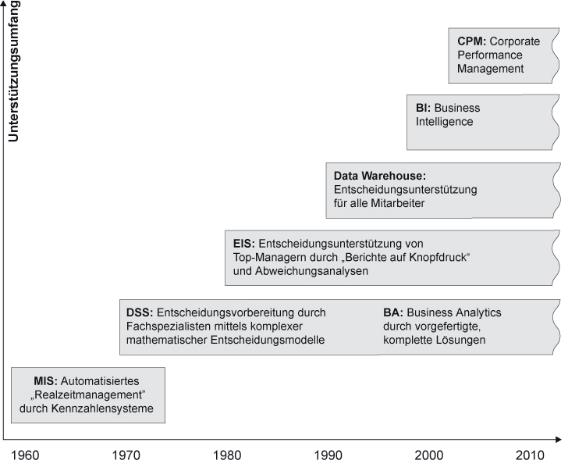 Unterstützungsumfang
CPM: Corporate
Performance
Management
BI: Business
Intelligence
Data Warehouse:
Entscheidungsunterstützung
für alle Mitarbeiter
EIS: Entscheidungsunterstützung von
Top-Managern durch „Berichte auf Knopfdruck“
und Abweichungsanalysen
DSS: Entscheidungsvorbereitung durch
Fachspezialisten mittels komplexer
mathematischer Entscheidungsmodelle
BA: Business Analytics
durch vorgefertigte,
komplette Lösungen
MIS: Automatisiertes
„Realzeitmanagement“
durch Kennzahlensysteme
1960 1970 1980 1990 2000 2010